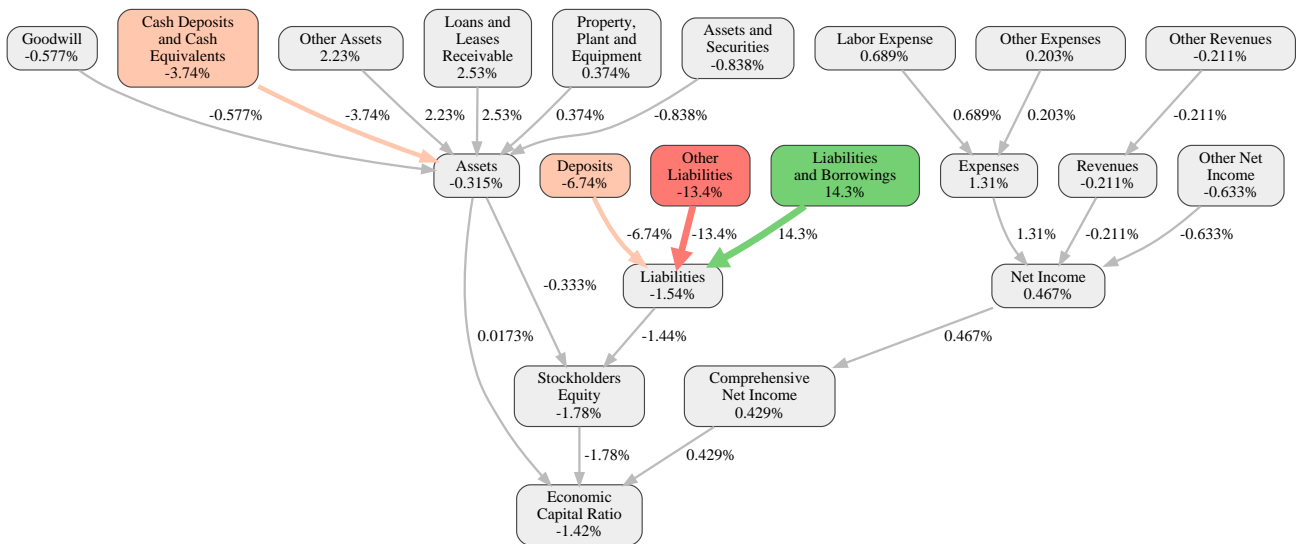 Goodwill
-0.577%
Cash Deposits
and Cash
Equivalents
-3.74%
Other Assets
2.23%
Loans and
Leases
Receivable
2.53%
Property,
Plant and
Equipment
0.374%
Assets and
Securities
-0.838%
Labor Expense
0.689%
Other Expenses
0.203%
Other Revenues
-0.211%
-0.577%
-3.74%
2.23%
2.53%
0.374%
-0.838%
0.689%
0.203%
-0.211%
Assets
-0.315%
Deposits
-6.74%
Other
Liabilities
-13.4%
Liabilities
and Borrowings
14.3%
Expenses
1.31%
Revenues
-0.211%
Other Net
Income
-0.633%
-6.74%
-13.4%
14.3%
1.31%
-0.211%
-0.633%
Liabilities
-1.54%
Net Income
0.467%
-0.333%
0.0173%
-1.44%
0.467%
Stockholders
Equity
-1.78%
Comprehensive
Net Income
0.429%
-1.78%
0.429%
Economic
Capital Ratio
-1.42%